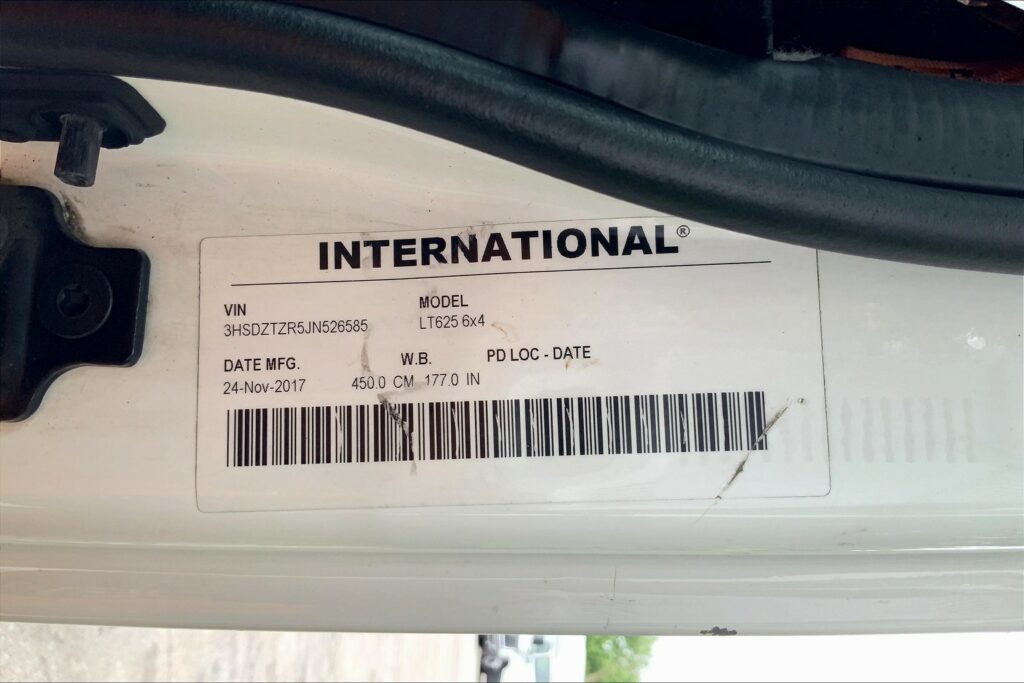 INTERNATIONAL®
VIN MODEL
3HSDZTZR5JN526585 LT625 6x4
DATE MFG. W.B. PD LOC - DATE
24-Nov-2017 450.0 CM 177.0 IN